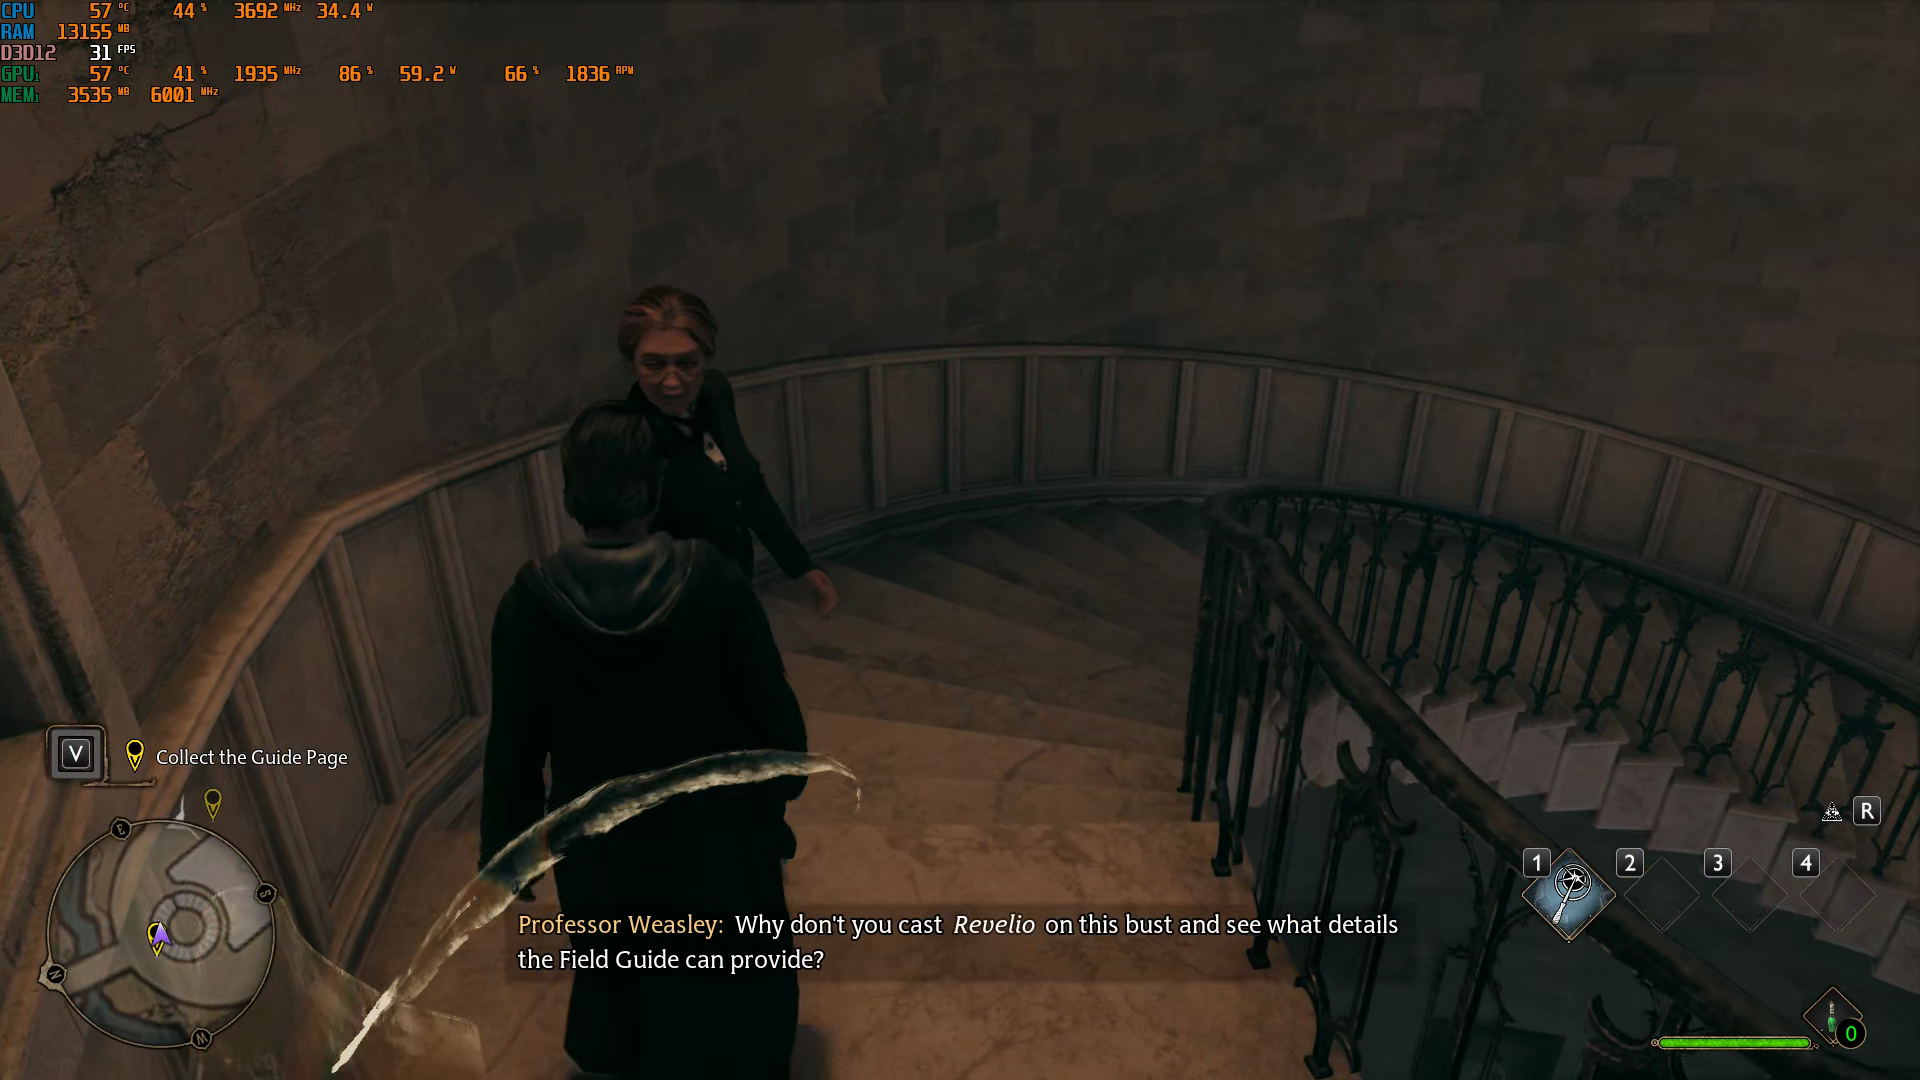 CPU 57 °C 44 % 3692 MHz 34.4 W
RAM 13155 MB
D3D12 31 FPS
GPU1 57 °C 41 % 1935 MHz 86 % 59.2 W 66 % 1836 RPM
MEM1 3535 MB 6001 MHz
V Collect the Guide Page
E
S
N
W
R
1 2 3 4
Professor Weasley: Why don't you cast Revelio on this bust and see what details
the Field Guide can provide?
0